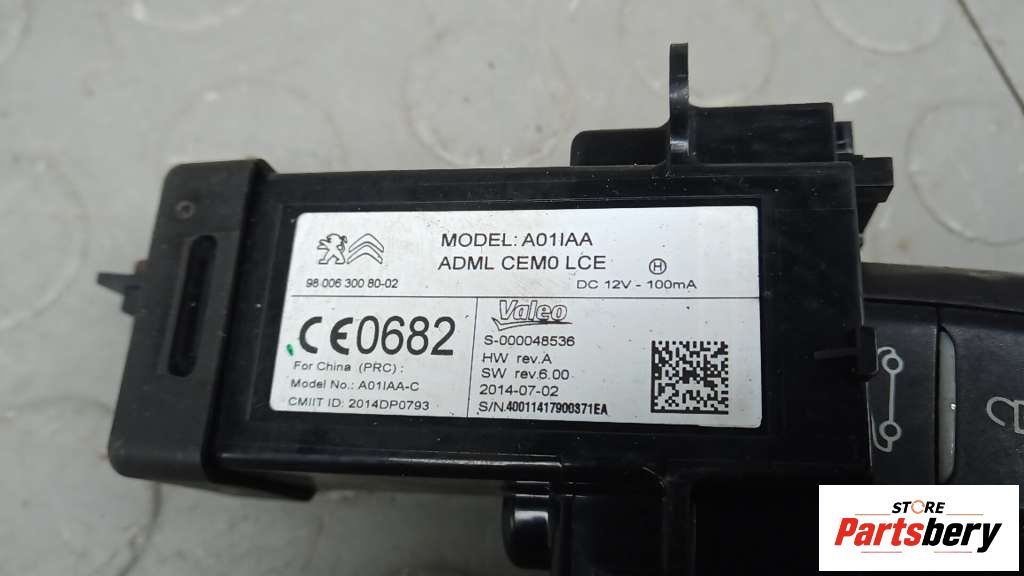 MODEL: A01IAA
ADML CEM0 LCE
H
98 006 300 80-02
DC 12V - 100mA
CE0682
Valeo
S-000048536
HW rev.A
SW rev.6.00
2014-07-02
S/N.40011417900371EA
For China (PRC) :
Model No.: A01IAA-C
CMIIT ID: 2014DP0793
STORE
Partsbery